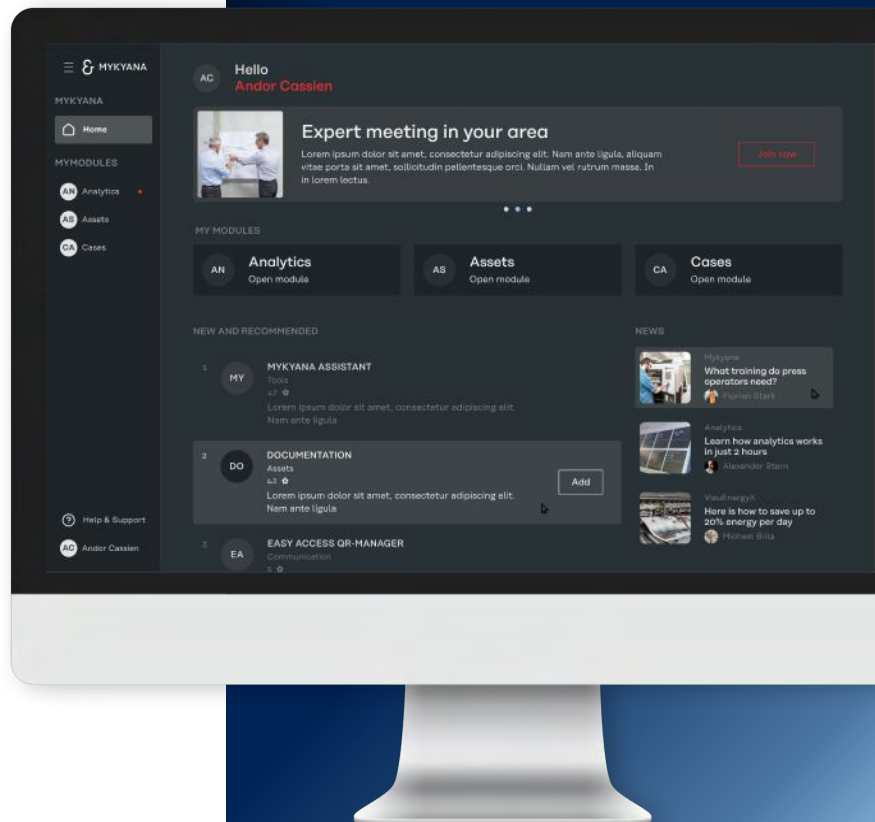 MYKYANA
MYKYANA
Home
MYMODULES
AN Analytics
AS Assets
CA Cases
Help & Support
AC Andor Cassien
AC
Hello
Andor Cassien
Expert meeting in your area
Lorem ipsum dolor sit amet, consectetur adipiscing elit. Nam ante ligula, aliquam
vitae porta sit amet, sollicitudin pellentesque orci. Nullam vel rutrum massa. In
in lorem lectus.
Join now
MY MODULES
AN
Analytics
Open module
AS
Assets
Open module
CA
Cases
Open module
NEW AND RECOMMENDED
1
MY
MYKYANA ASSISTANT
Tools
4.7
Lorem ipsum dolor sit amet, consectetur adipiscing elit.
Nam ante ligula
2
DO
DOCUMENTATION
Assets
4.2
Lorem ipsum dolor sit amet, consectetur adipiscing elit.
Nam ante ligula
Add
3
EA
EASY ACCESS QR-MANAGER
Communication
5
NEWS
Mykyana
What training do press
operators need?
Florian Stark
Analytics
Learn how analytics works
in just 2 hours
Alexander Stern
VisuEnergyX
Here is how to save up to
20% energy per day
Michael Billa